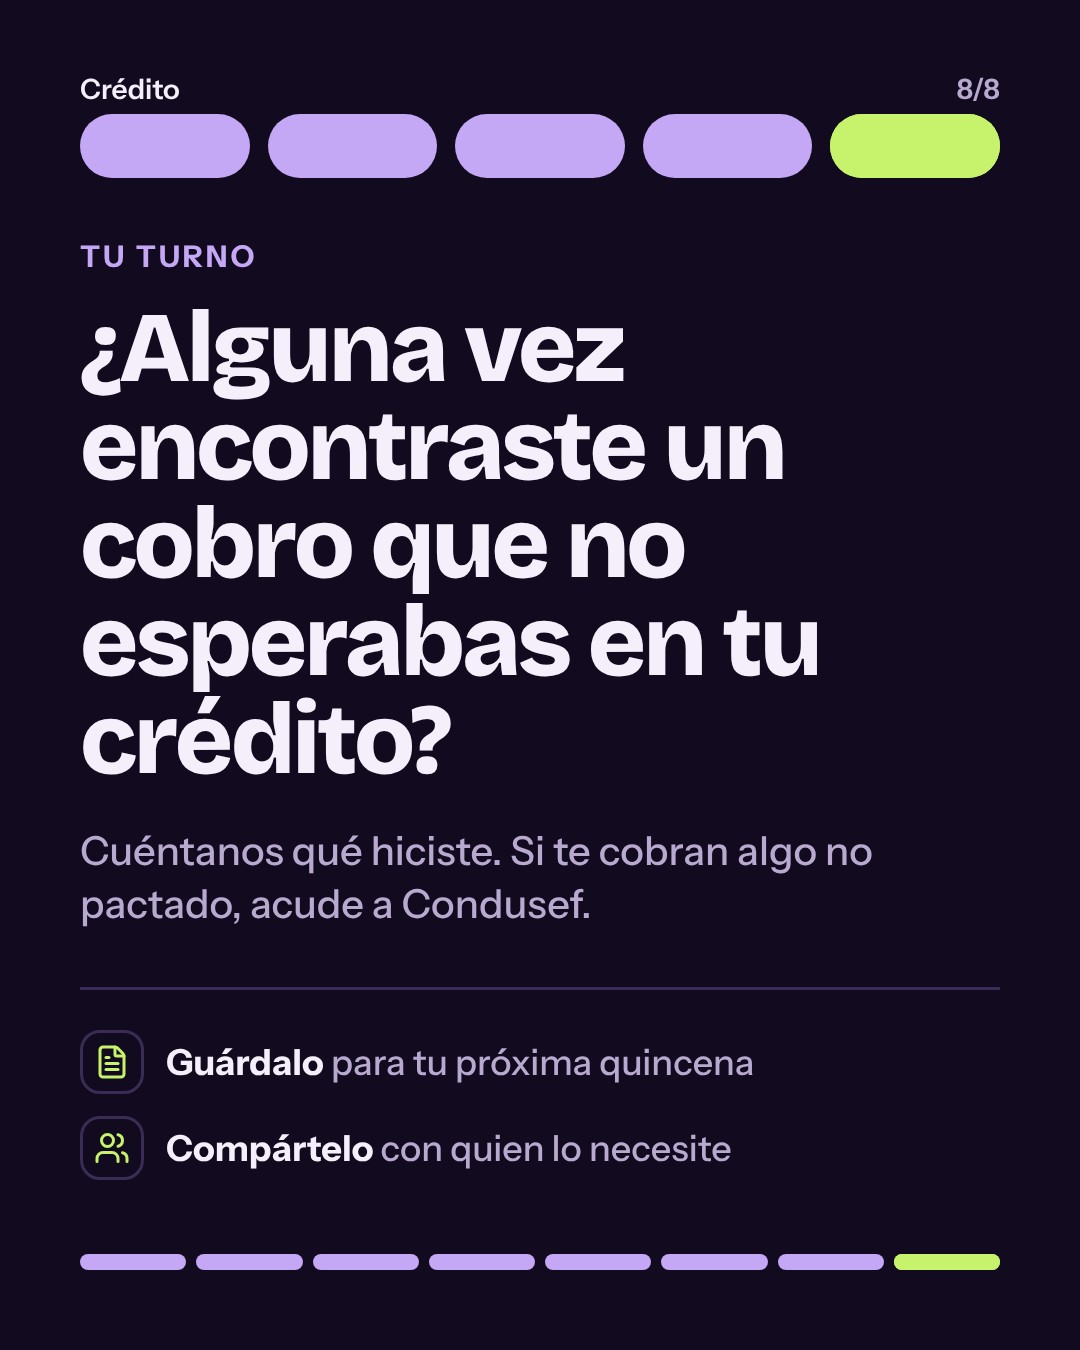 Crédito
8/8
TU TURNO
¿Alguna vez
encontraste un
cobro que no
esperabas en tu
crédito?
Cuéntanos qué hiciste. Si te cobran algo no
pactado, acude a Condusef.
Guárdalo para tu próxima quincena
Compártelo con quien lo necesite